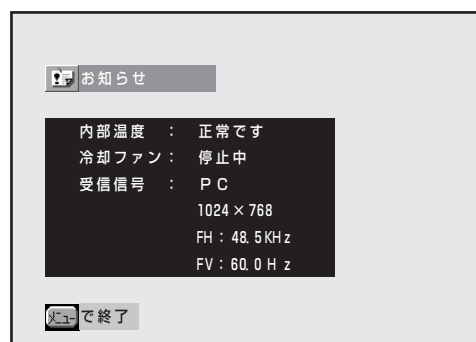 お知らせ
内部温度 : 正常です
冷却ファン : 停止中
受信信号 : PC
1024×768
FH : 48.5KHz
FV : 60.0Hz
メニューで終了